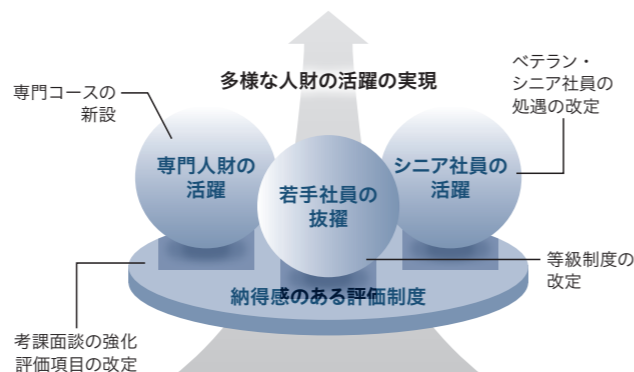 多様な人財の活躍の実現
専門コースの
新設
ベテラン・
シニア社員の
処遇の改定
専門人財の
活躍
若手社員の
抜擢
シニア社員の
活躍
等級制度の
改定
納得感のある評価制度
考課面談の強化
評価項目の改定